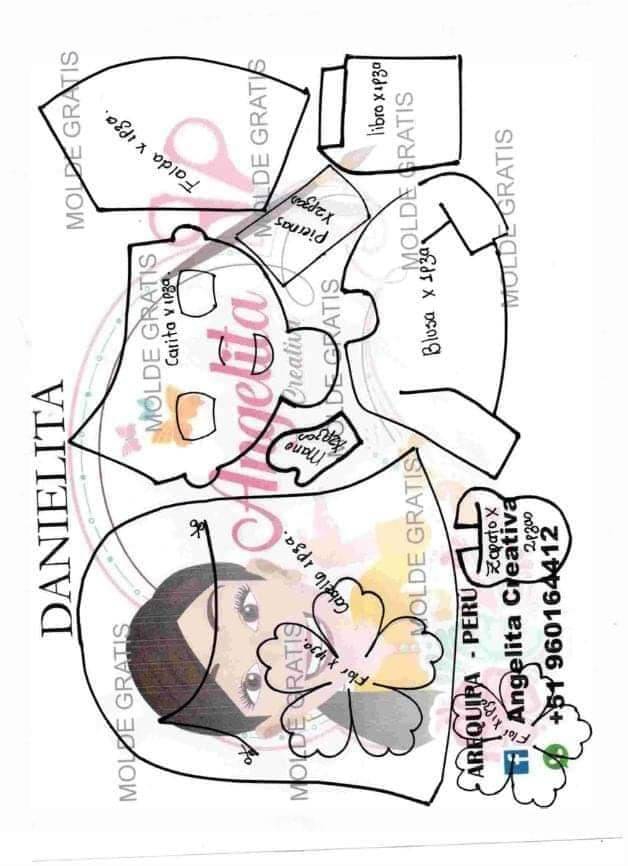 DANIELITA
MOLDE GRATIS
MOLDE GRATIS
MOLDE GRATIS
MOLDE GRATIS
MOLDE GRATIS
MOLDE GRATIS
MOLDE GRATIS
MOLDE GRATIS
MOLDE GRATIS
MOLDE GRATIS
Falda x 1pza.
libro x 1pza
piernas
x2pzas
Carita x 1pza.
Blusa x 1pza
Mano
x2pzas
Angelita
Creativa
Cabello 1pza.
Flor x 1pza.
Zapato x
2pzas
Flor x 1pza
AREQUIPA - PERU
Angelita Creativa
+51 960164412